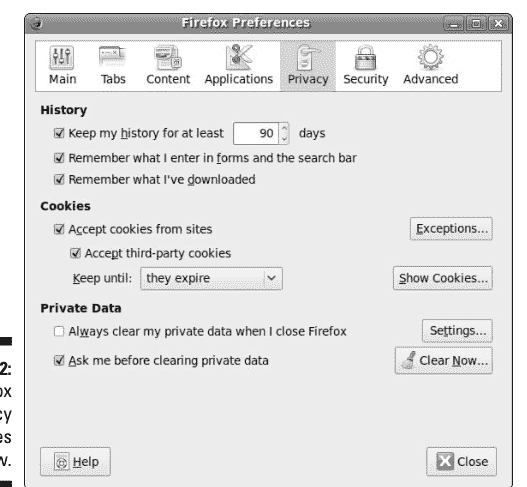 Firefox Preferences
Main Tabs Content Applications Privacy Security Advanced
History
Keep my history for at least 90 days
Remember what I enter in forms and the search bar
Remember what I've downloaded
Cookies
Accept cookies from sites Exceptions...
Accept third-party cookies
Keep until: they expire Show Cookies...
Private Data
Always clear my private data when I close Firefox Settings...
Ask me before clearing private data Clear Now...
Help Close
2:
ox
cy
es
w.